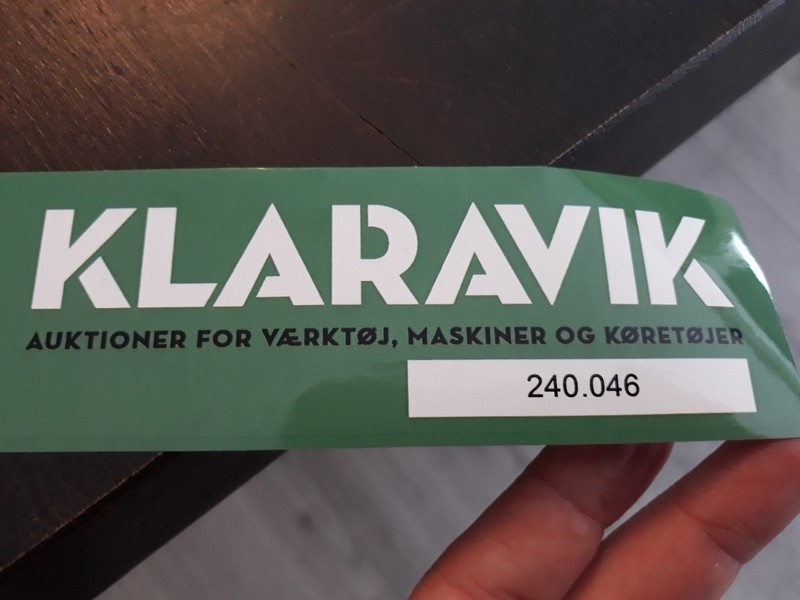 KLARAVIK
AUKTIONER FOR VÆRKTØJ, MASKINER OG KØRETØJER
240.046